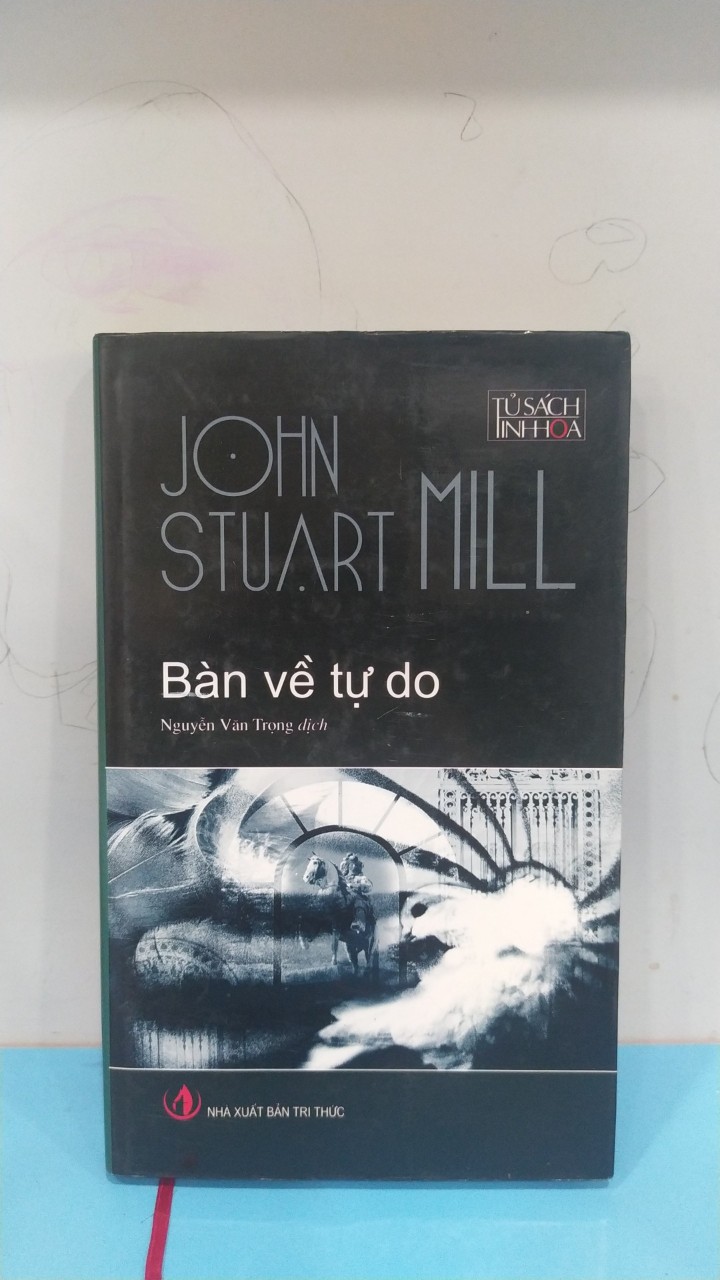 TỦ SÁCH
TINH HOA
JOHN
STUART MILL
Bàn về tự do
Nguyễn Văn Trọng dịch
NHÀ XUẤT BẢN TRI THỨC